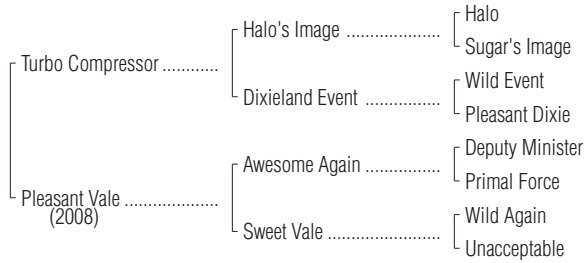 Halo
Halo's Image ........................
Sugar's Image
Turbo Compressor ..............
Wild Event
Dixieland Event ...................
Pleasant Dixie
Deputy Minister
Awesome Again ...................
Primal Force
Pleasant Vale .......................
(2008)
Wild Again
Sweet Vale ............................
Unacceptable